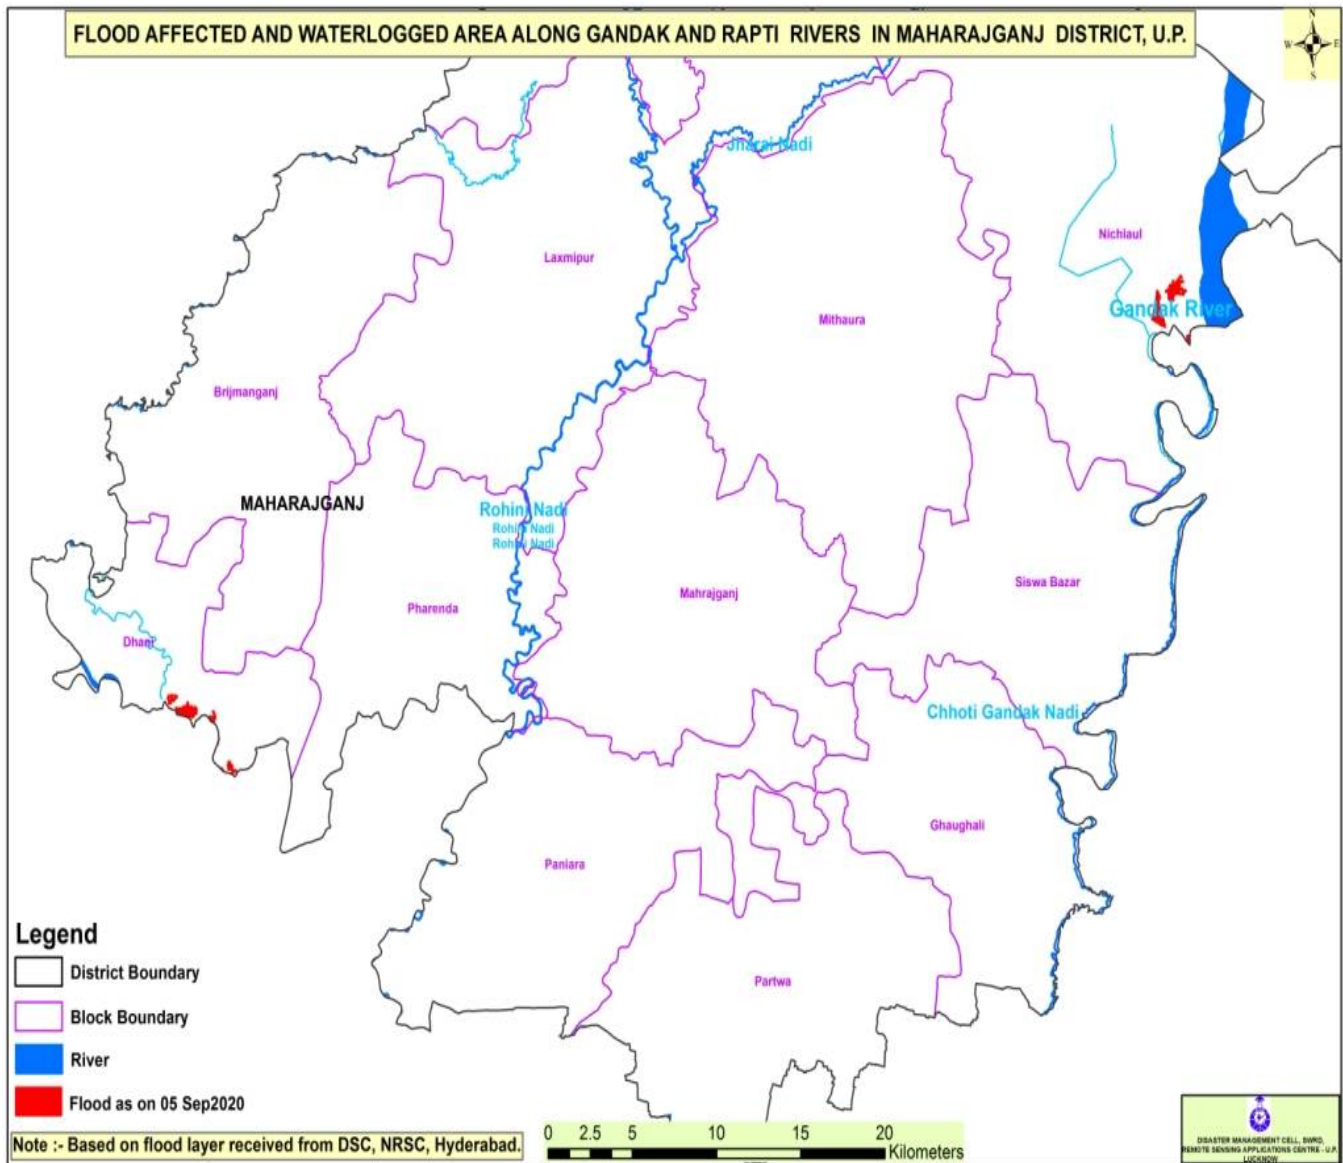 FLOOD AFFECTED AND WATERLOGGED AREA ALONG GANDAK AND RAPTI RIVERS IN MAHARAJGANJ DISTRICT, U.P.
N
W E
S
Jharai Nadi
Nichlaul
Laxmipur
Gandak River
Mithaura
Brijmanganj
MAHARAJGANJ
Rohini Nadi
Rohini Nadi
Rohini Nadi
Siswa Bazar
Mahrajganj
Pharenda
Dhani
Chhoti Gandak Nadi
Ghaughali
Paniara
Partwa
Legend
District Boundary
Block Boundary
River
Flood as on 05 Sep2020
Note :- Based on flood layer received from DSC, NRSC, Hyderabad.
0 2.5 5 10 15 20
Kilometers
DISASTER MANAGEMENT CELL, SWRD,
REMOTE SENSING APPLICATIONS CENTRE - U.P.
LUCKNOW